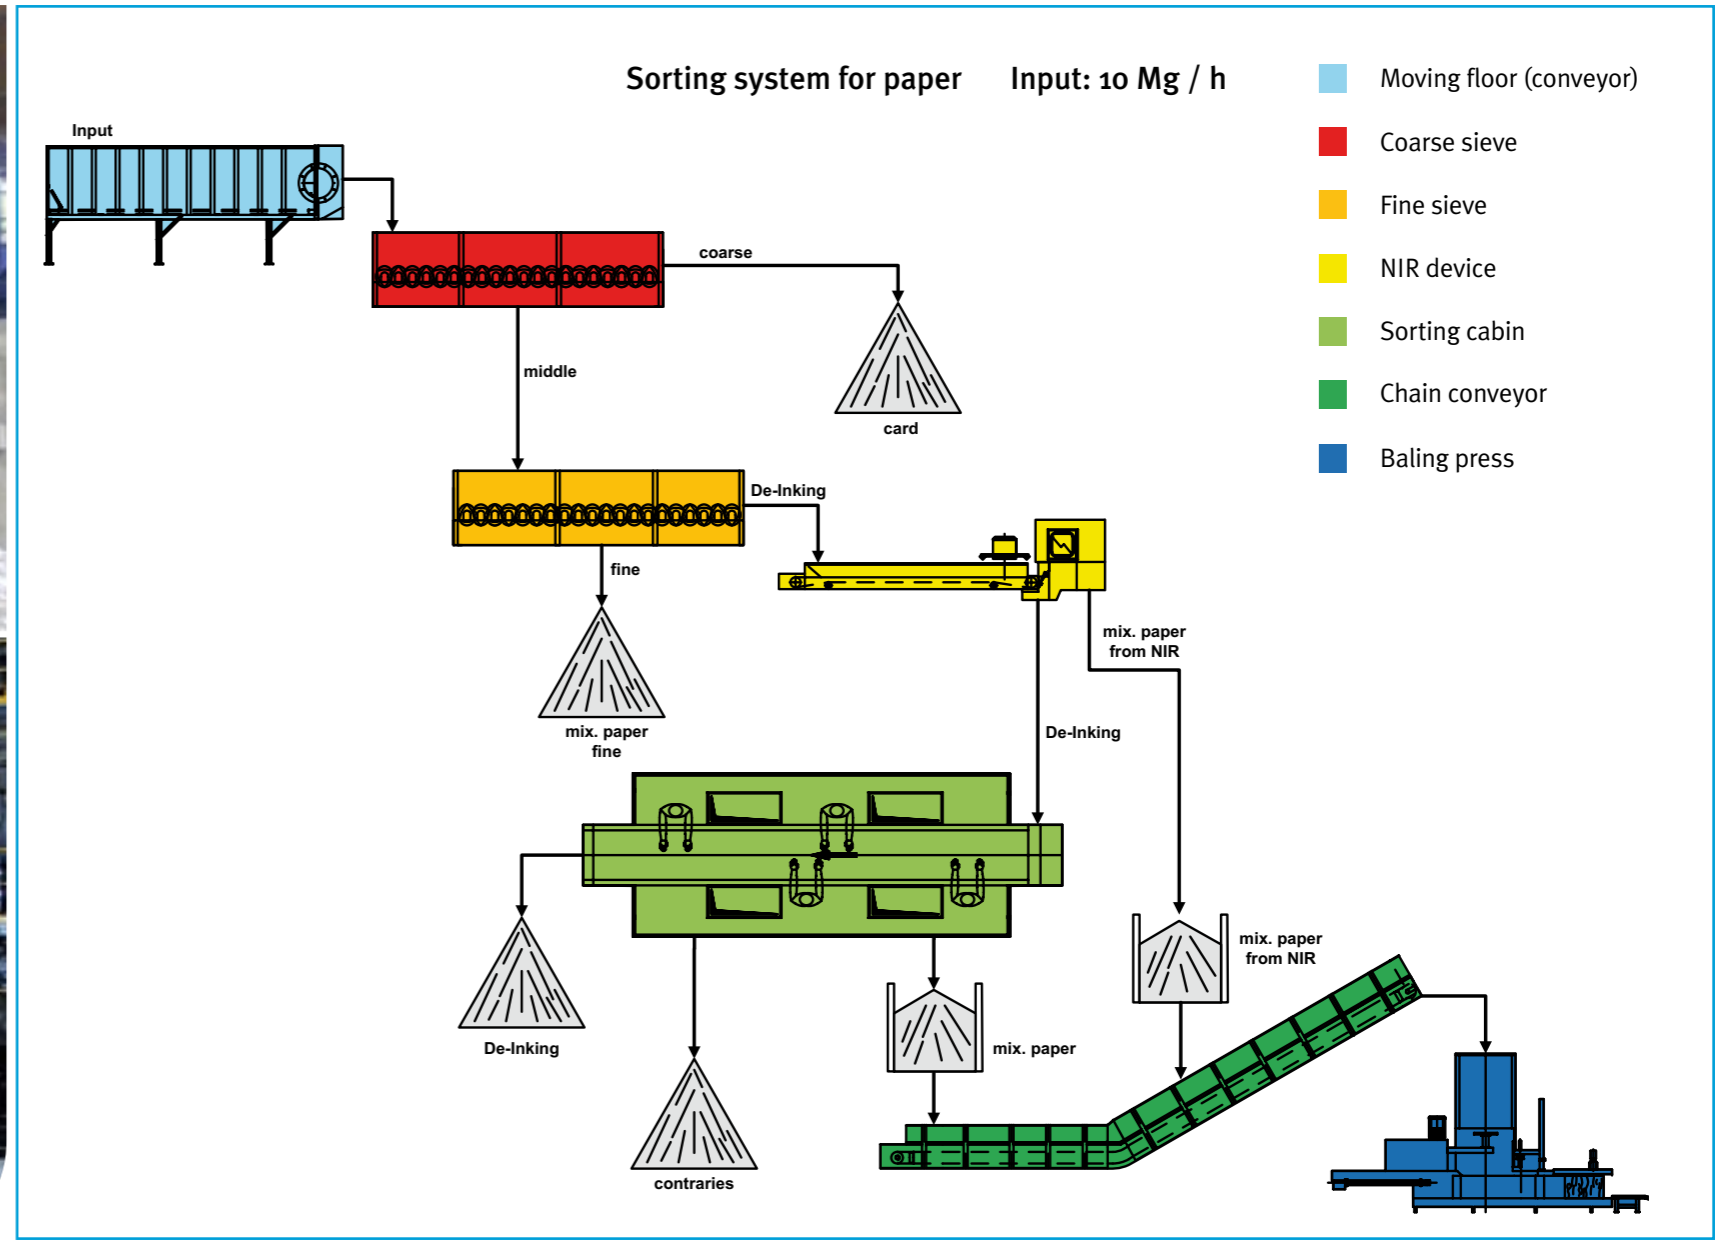 Sorting system for paper Input: 10 Mg / h
Moving floor (conveyor)
Coarse sieve
Fine sieve
NIR device
Sorting cabin
Chain conveyor
Baling press
Input
coarse
card
middle
De-Inking
fine
mix. paper
fine
mix. paper
from NIR
De-Inking
mix. paper
from NIR
De-Inking
mix. paper
contraries